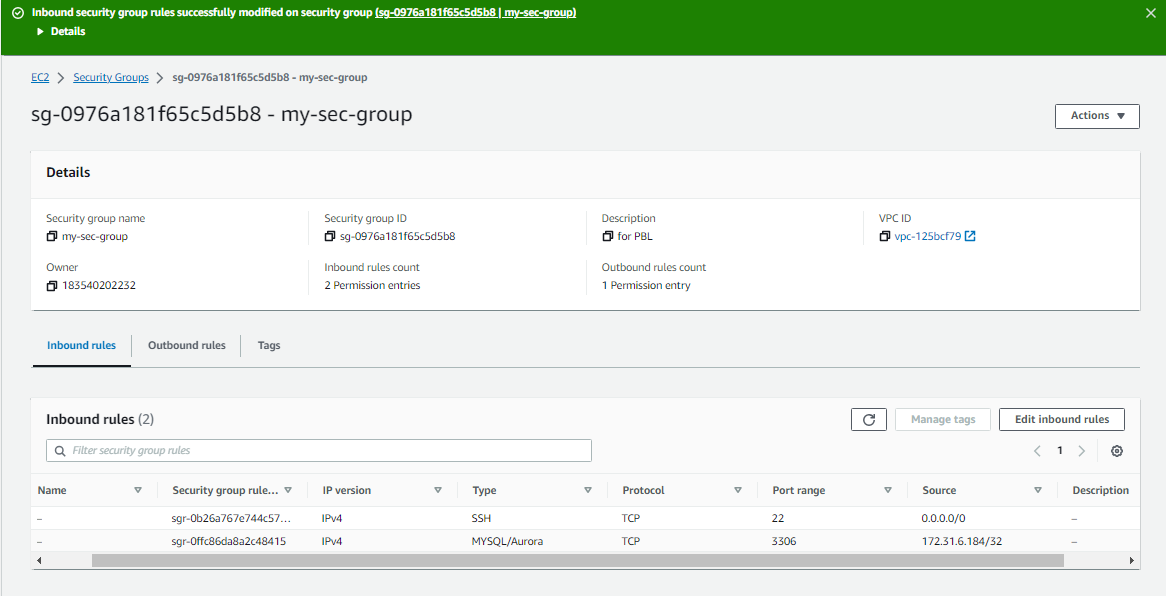 Inbound security group rules successfully modified on security group (sg-0976a181f65c5d5b8 | my-sec-group)
Details
EC2 Security Groups sg-0976a181f65c5d5b8 - my-sec-group
sg-0976a181f65c5d5b8 - my-sec-group
Actions
Details
Security group name Security group ID Description VPC ID
my-sec-group sg-0976a181f65c5d5b8 for PBL vpc-125bcf79
Owner Inbound rules count Outbound rules count
183540202232 2 Permission entries 1 Permission entry
Inbound rules Outbound rules Tags
Inbound rules (2) Manage tags Edit inbound rules
Filter security group rules 1
Name Security group rule... IP version Type Protocol Port range Source Description
– sgr-0b26a767e744c57... IPv4 SSH TCP 22 0.0.0.0/0 –
– sgr-0ffc86da8a2c48415 IPv4 MYSQL/Aurora TCP 3306 172.31.6.184/32 –